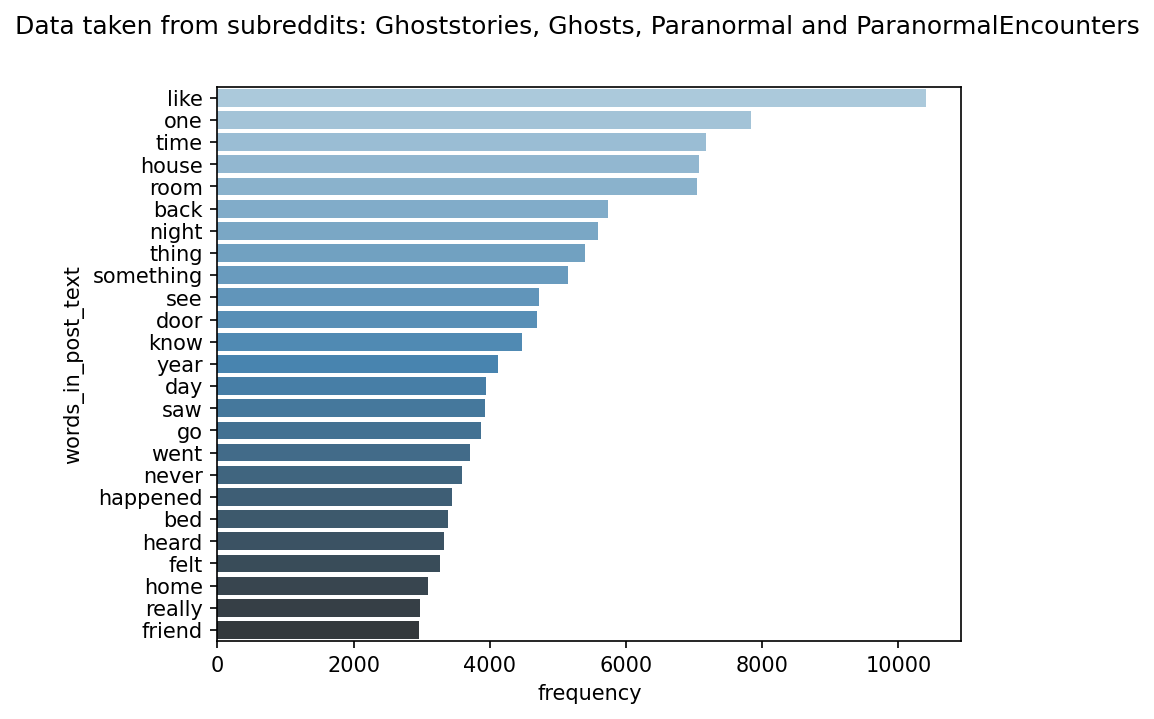 Data taken from subreddits: Ghoststories, Ghosts, Paranormal and ParanormalEncounters
words_in_post_text
like
one
time
house
room
back
night
thing
something
see
door
know
year
day
saw
go
went
never
happened
bed
heard
felt
home
really
friend
0 2000 4000 6000 8000 10000
frequency